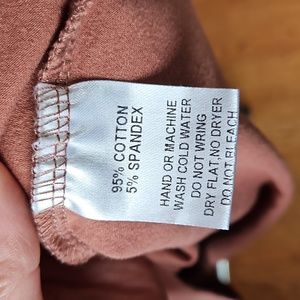 95% COTTON
5% SPANDEX
HAND OR MACHINE
WASH COLD WATER
DO NOT WRING
DRY FLAT,NO DRYER
DO NOT BLEACH